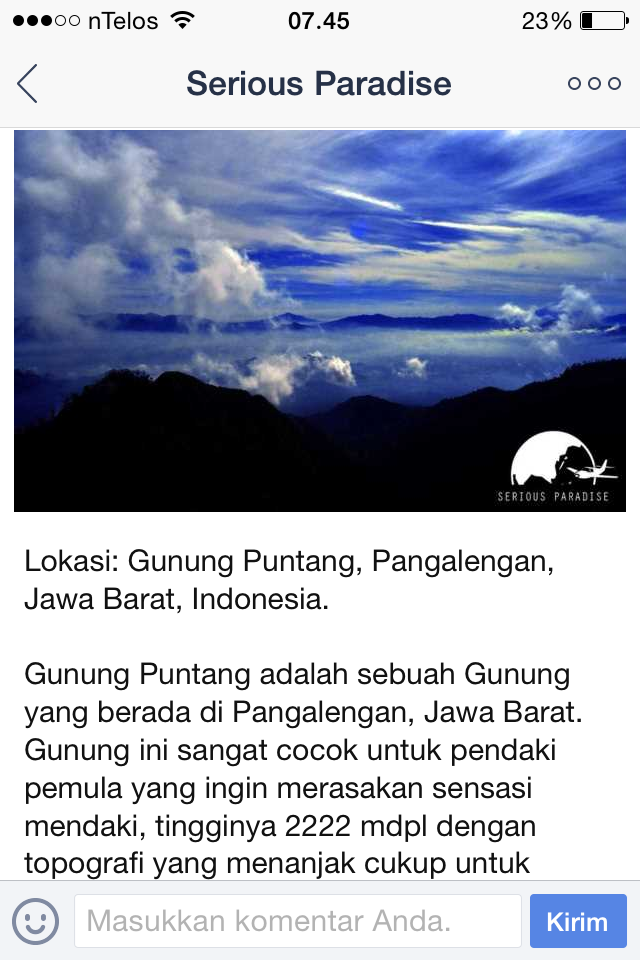 nTelos 07.45 23%
Serious Paradise
SERIOUS PARADISE
Lokasi: Gunung Puntang, Pangalengan,
Jawa Barat, Indonesia.
Gunung Puntang adalah sebuah Gunung
yang berada di Pangalengan, Jawa Barat.
Gunung ini sangat cocok untuk pendaki
pemula yang ingin merasakan sensasi
mendaki, tingginya 2222 mdpl dengan
topografi yang menanjak cukup untuk
Masukkan komentar Anda. Kirim